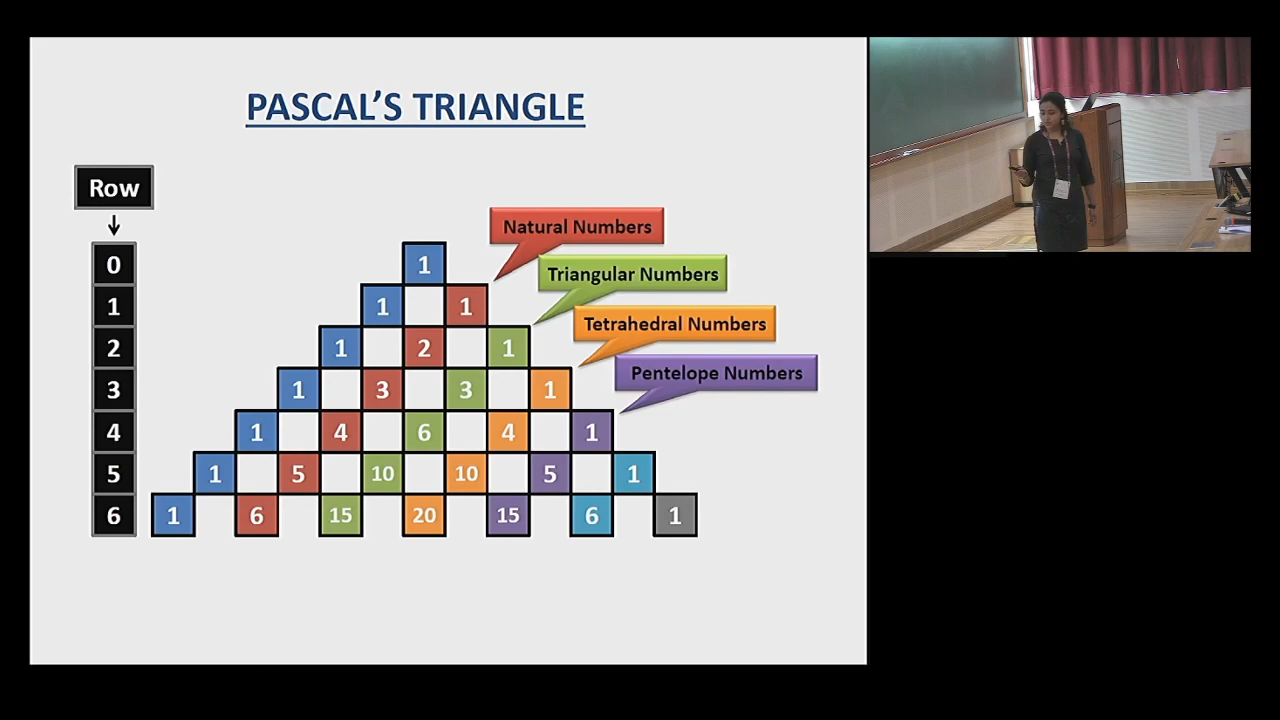 PASCAL'S TRIANGLE
Row
Natural Numbers
Triangular Numbers
Tetrahedral Numbers
Pentelope Numbers
0 1
1 1 1
2 1 2 1
3 1 3 3 1
4 1 4 6 4 1
5 1 5 10 10 5 1
6 1 6 15 20 15 6 1